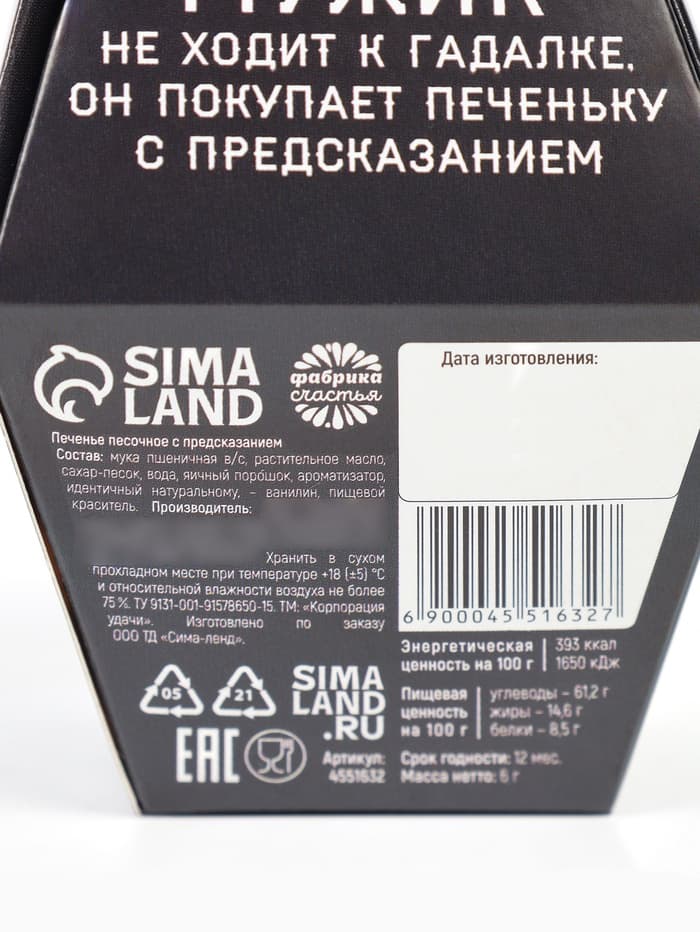 МУЖИК
НЕ ХОДИТ К ГАДАЛКЕ,
ОН ПОКУПАЕТ ПЕЧЕНЬКУ
С ПРЕДСКАЗАНИЕМ
SIMA
LAND
фабрика
счастья
Печенье песочное с предсказанием
Состав: мука пшеничная в/с, растительное масло,
сахар-песок, вода, яичный порошок, ароматизатор,
идентичный натуральному, – ванилин, пищевой
краситель. Производитель:
Хранить в сухом
прохладном месте при температуре +18 (±5) °С
и относительной влажности воздуха не более
75 %. ТУ 9131-001-91578650-15. ТМ: «Корпорация
удачи». Изготовлено по заказу
ООО ТД «Сима-ленд».
05
21
SIMA
LAND
.RU
EAC
Артикул:
4551632
Дата изготовления:
6 900045 516327
Энергетическая
ценность на 100 г
393 ккал
1650 кДж
Пищевая
ценность
на 100 г
углеводы – 61,2 г
жиры – 14,6 г
белки – 8,5 г
Срок годности: 12 мес.
Масса нетто: 6 г